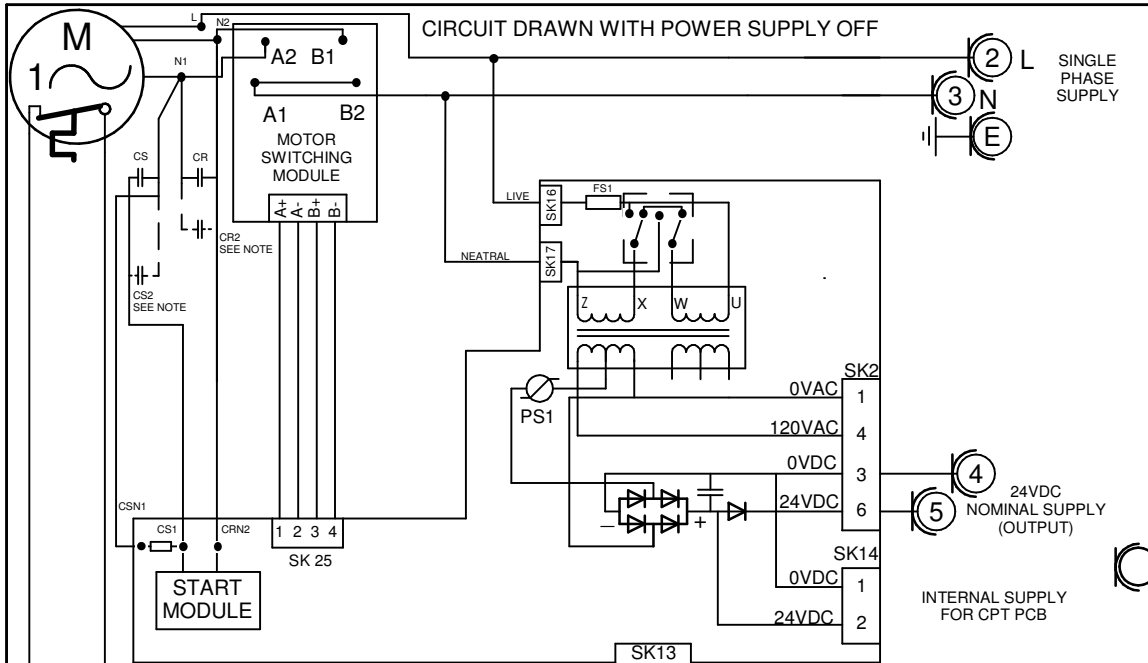 CIRCUIT DRAWN WITH POWER SUPPLY OFF
M
1
L
N2
N1
A2
B1
A1
B2
MOTOR
SWITCHING
MODULE
A+
A-
B+
B-
2
L
3
N
E
SINGLE
PHASE
SUPPLY
CS
CR
CR2
SEE NOTE
CS2
SEE NOTE
LIVE
SK16
FS1
NEATRAL
SK17
Z
X
W
U
PS1
SK2
0VAC
1
120VAC
4
0VDC
3
24VDC
6
4
5
24VDC
NOMINAL SUPPLY
(OUTPUT)
–
+
CSN1
CS1
CRN2
1 2 3 4
SK 25
START
MODULE
SK14
0VDC
1
24VDC
2
INTERNAL SUPPLY
FOR CPT PCB
SK13